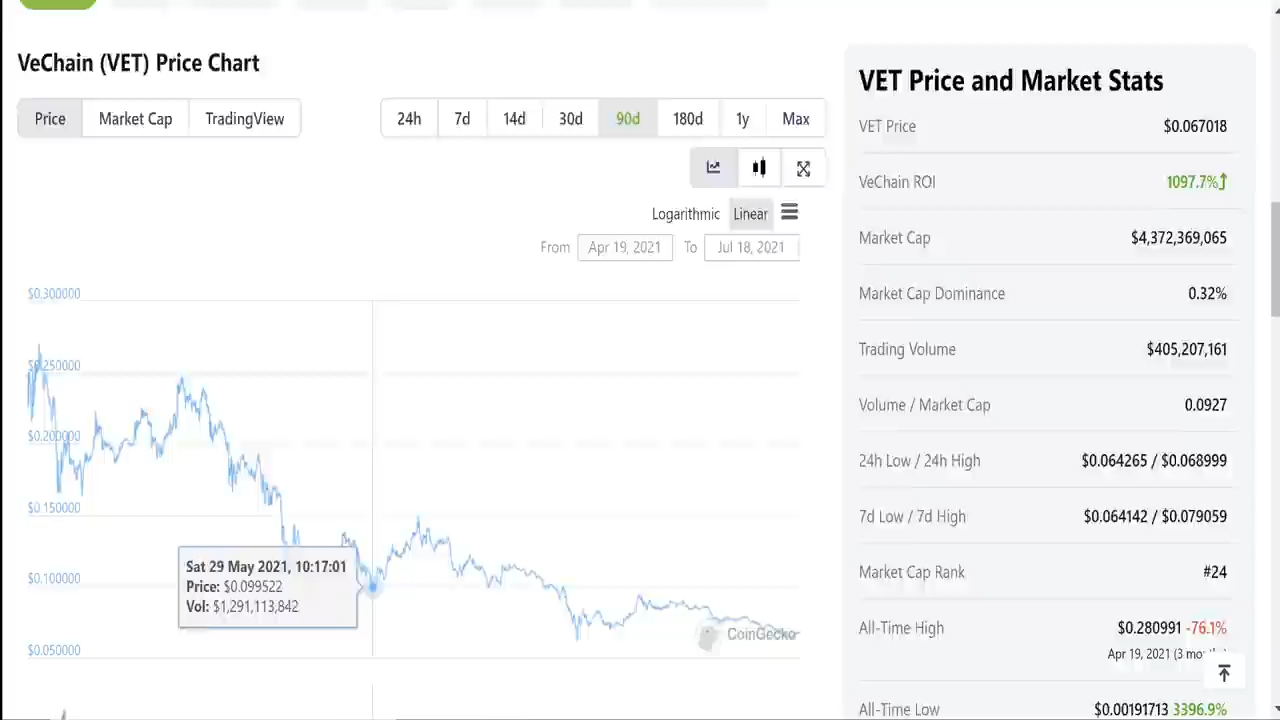 VeChain (VET) Price Chart
Price Market Cap TradingView
24h 7d 14d 30d 90d 180d 1y Max
Logarithmic Linear
From Apr 19, 2021 To Jul 18, 2021
$0.300000
$0.250000
$0.200000
$0.150000
$0.100000
$0.050000
Sat 29 May 2021, 10:17:01
Price: $0.099522
Vol: $1,291,113,842
CoinGecko
VET Price and Market Stats
VET Price $0.067018
VeChain ROI 1097.7%
Market Cap $4,372,369,065
Market Cap Dominance 0.32%
Trading Volume $405,207,161
Volume / Market Cap 0.0927
24h Low / 24h High $0.064265 / $0.068999
7d Low / 7d High $0.064142 / $0.079059
Market Cap Rank #24
All-Time High $0.280991 -76.1%
Apr 19, 2021 (3
All-Time Low $0.00191713 3396.9%